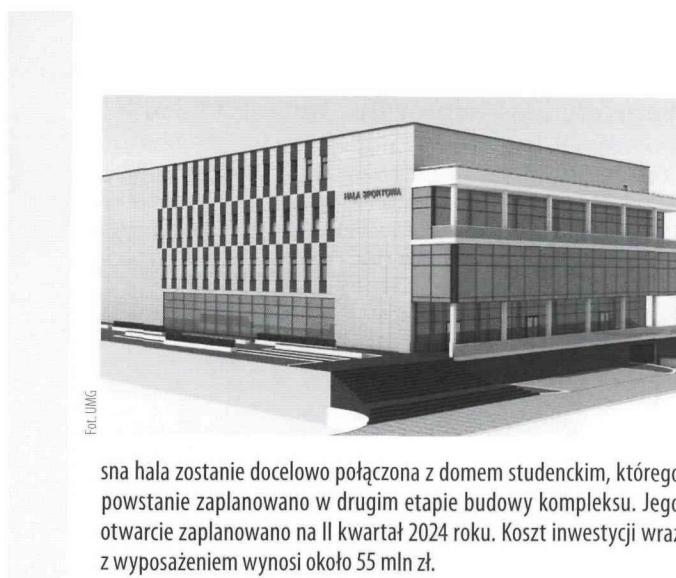 HALA SPORTOWA
Fot. UMG
sna hala zostanie docelowo połączona z domem studenckim, którego
powstanie zaplanowano w drugim etapie budowy kompleksu. Jego
otwarcie zaplanowano na II kwartał 2024 roku. Koszt inwestycji wraz
z wyposażeniem wynosi około 55 mln zł.